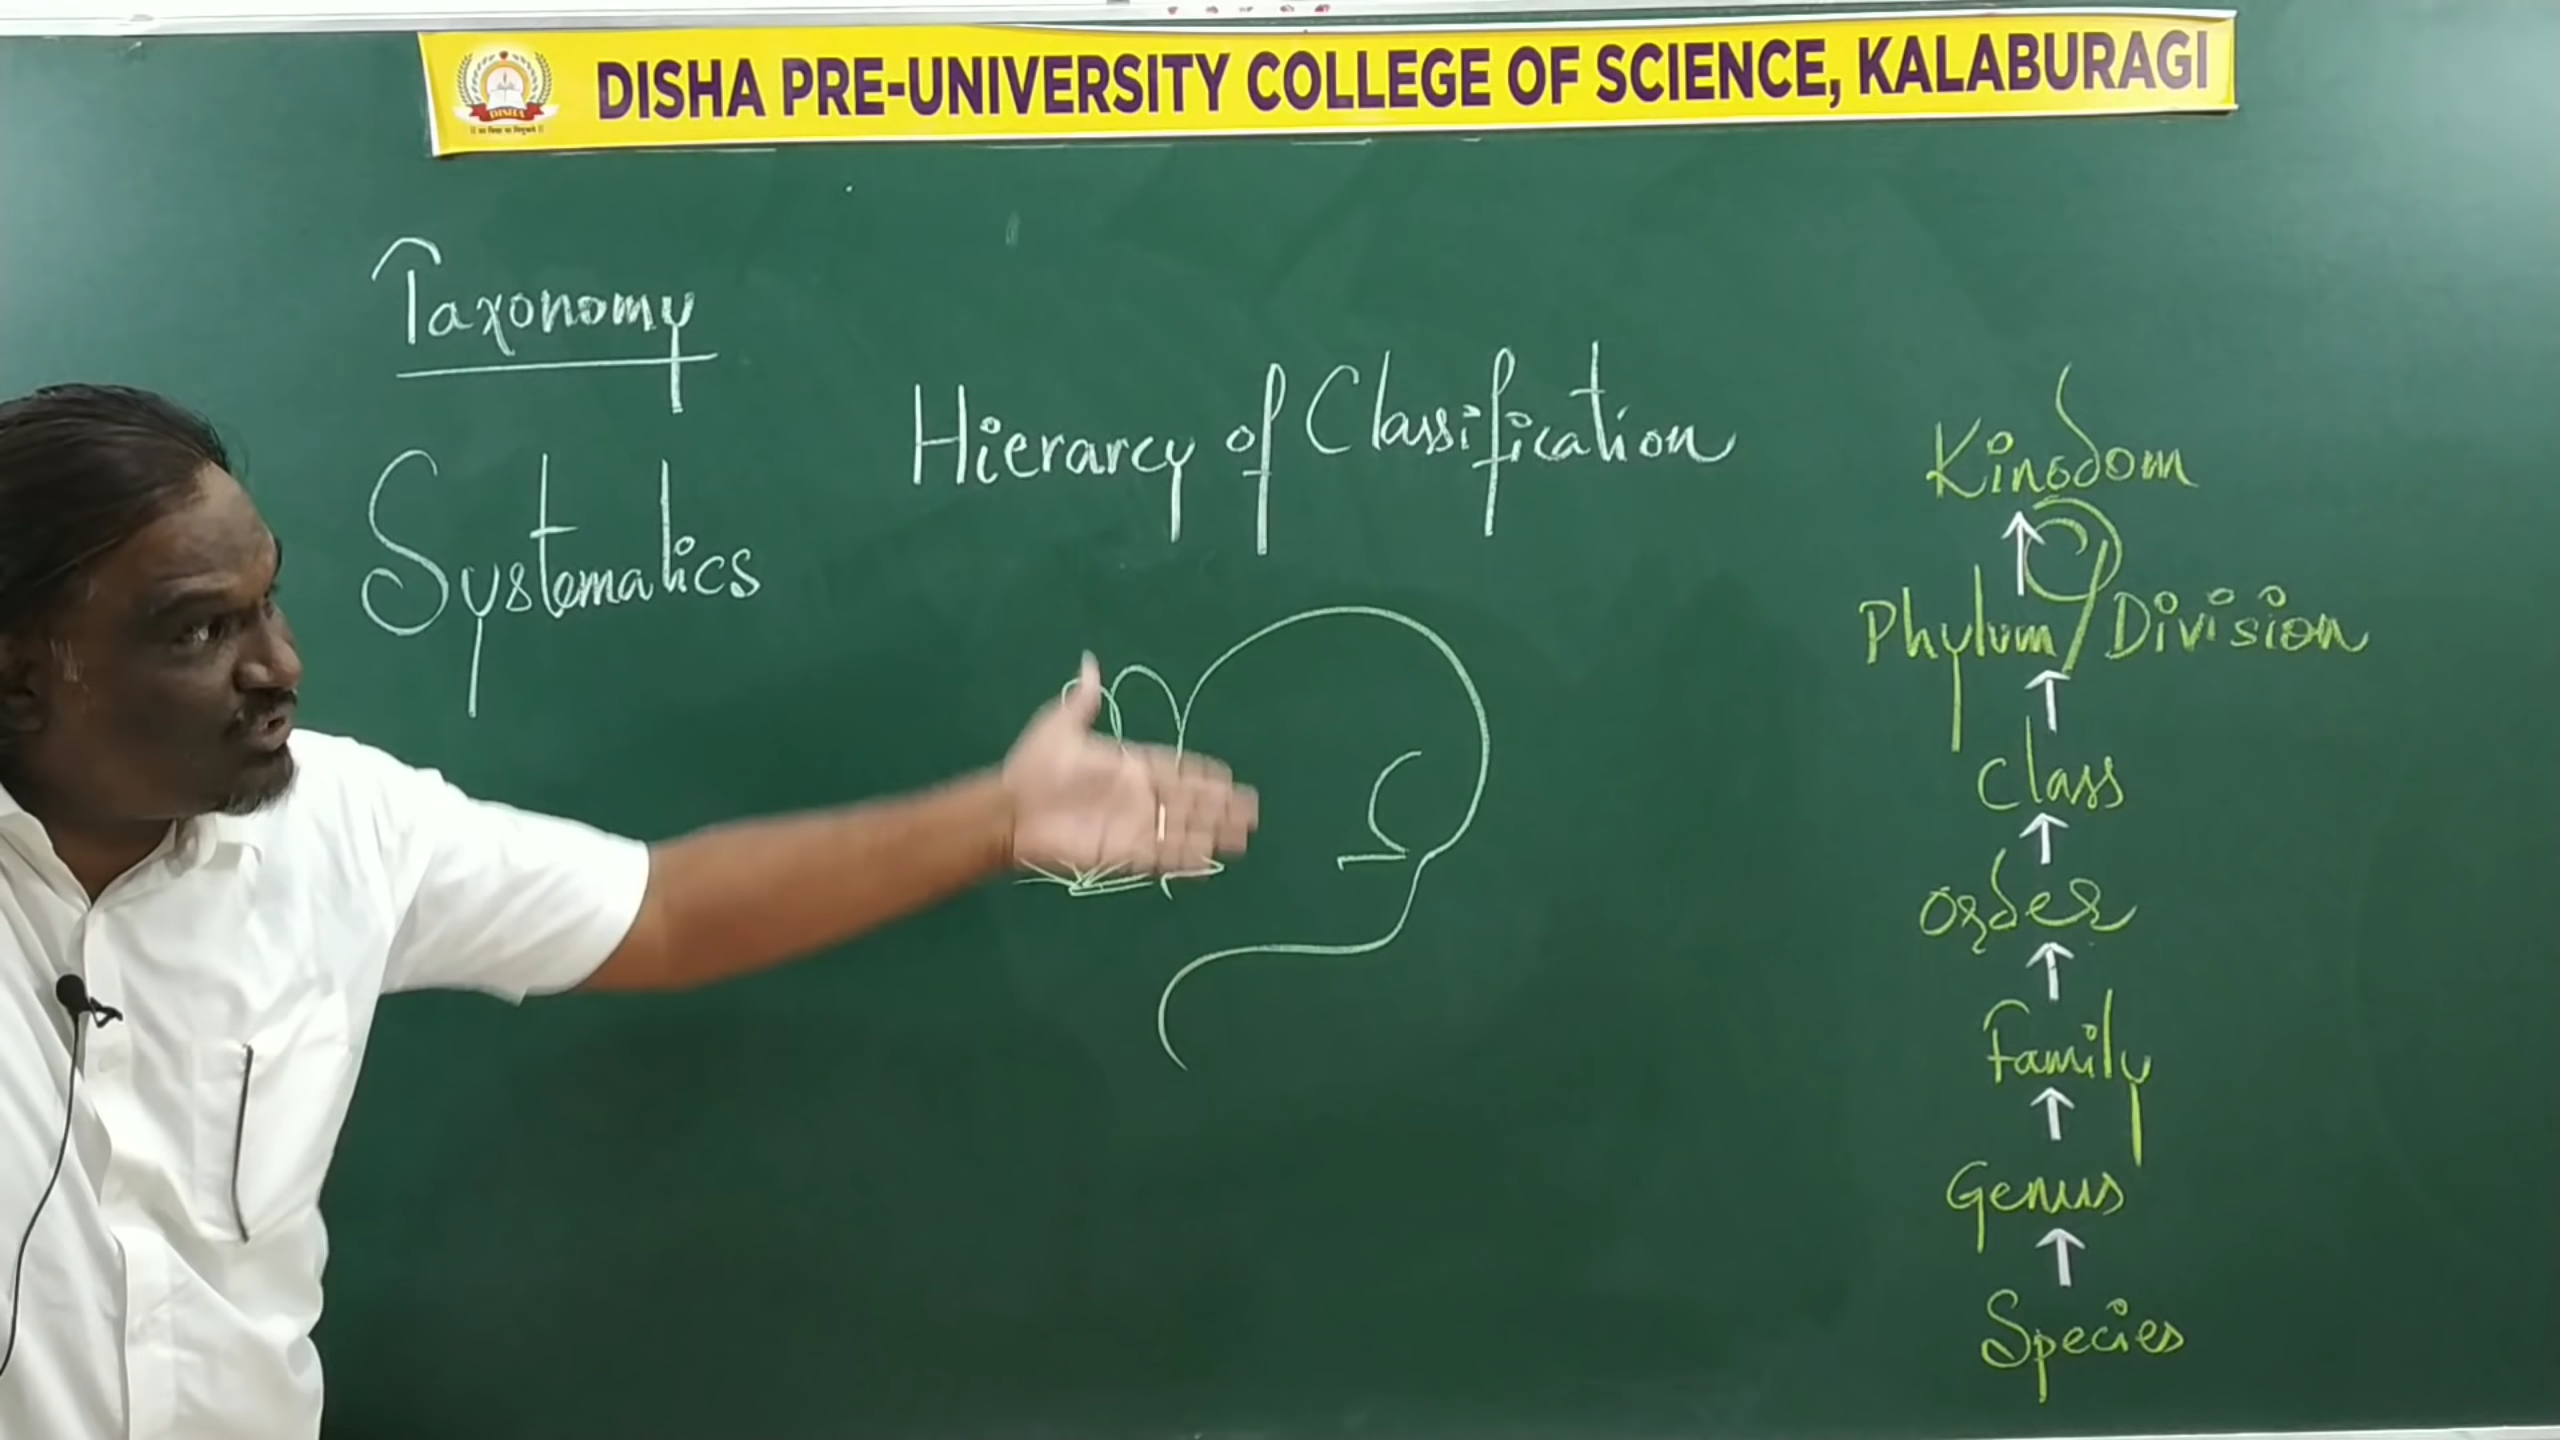 DISHA PRE-UNIVERSITY COLLEGE OF SCIENCE, KALABURAGI
DISHA
Taxonomy
Systematics
Hierarcy of Classification
Kingdom
Phylum/Division
Class
Order
Family
Genus
Species